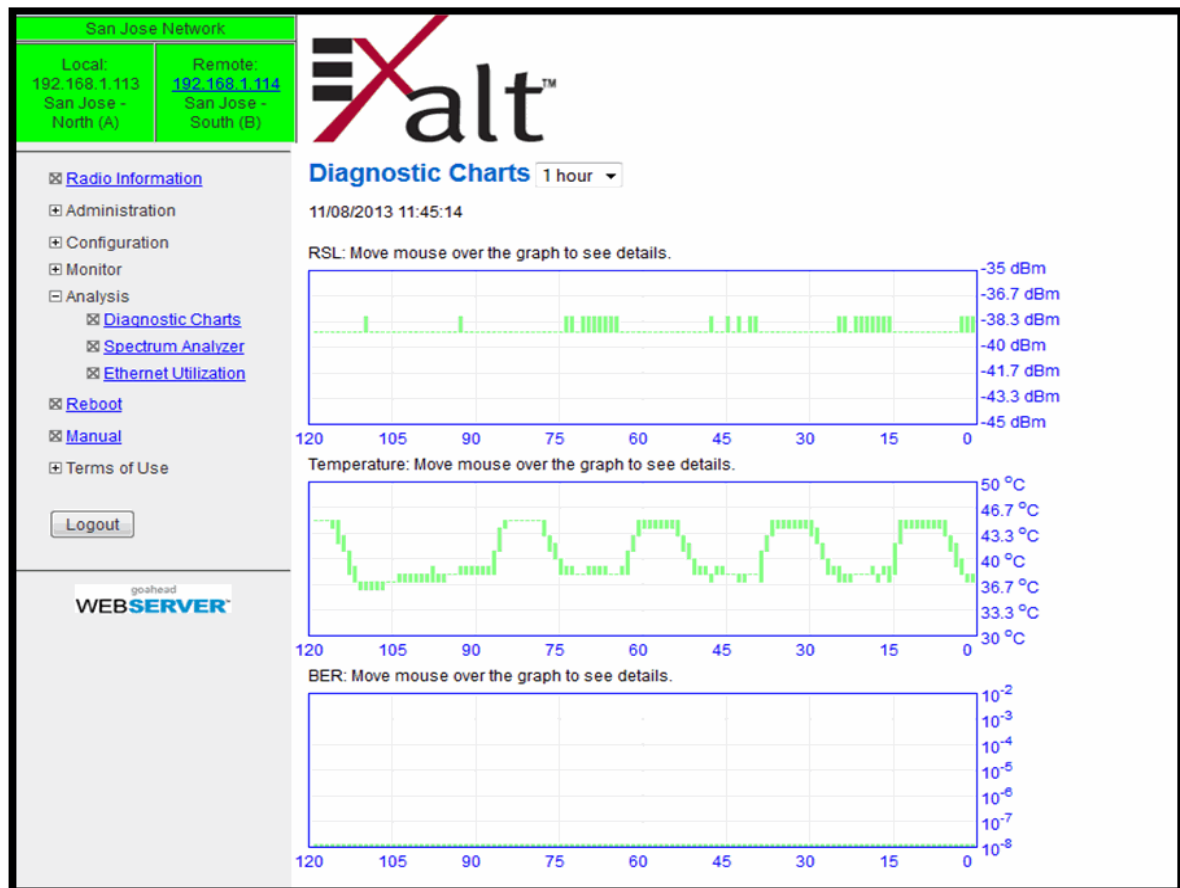 San Jose Network
Local:
192.168.1.113
San Jose -
North (A)
Remote:
192.168.1.114
San Jose -
South (B)
EXalt™
Radio Information
Administration
Configuration
Monitor
Analysis
Diagnostic Charts
Spectrum Analyzer
Ethernet Utilization
Reboot
Manual
Terms of Use
Logout
goahead
WEBSERVER™
Diagnostic Charts 1 hour
11/08/2013 11:45:14
RSL: Move mouse over the graph to see details.
-35 dBm
-36.7 dBm
-38.3 dBm
-40 dBm
-41.7 dBm
-43.3 dBm
-45 dBm
120 105 90 75 60 45 30 15 0
Temperature: Move mouse over the graph to see details.
50 °C
46.7 °C
43.3 °C
40 °C
36.7 °C
33.3 °C
30 °C
120 105 90 75 60 45 30 15 0
BER: Move mouse over the graph to see details.
10⁻²
10⁻³
10⁻⁴
10⁻⁵
10⁻⁶
10⁻⁷
10⁻⁸
120 105 90 75 60 45 30 15 0